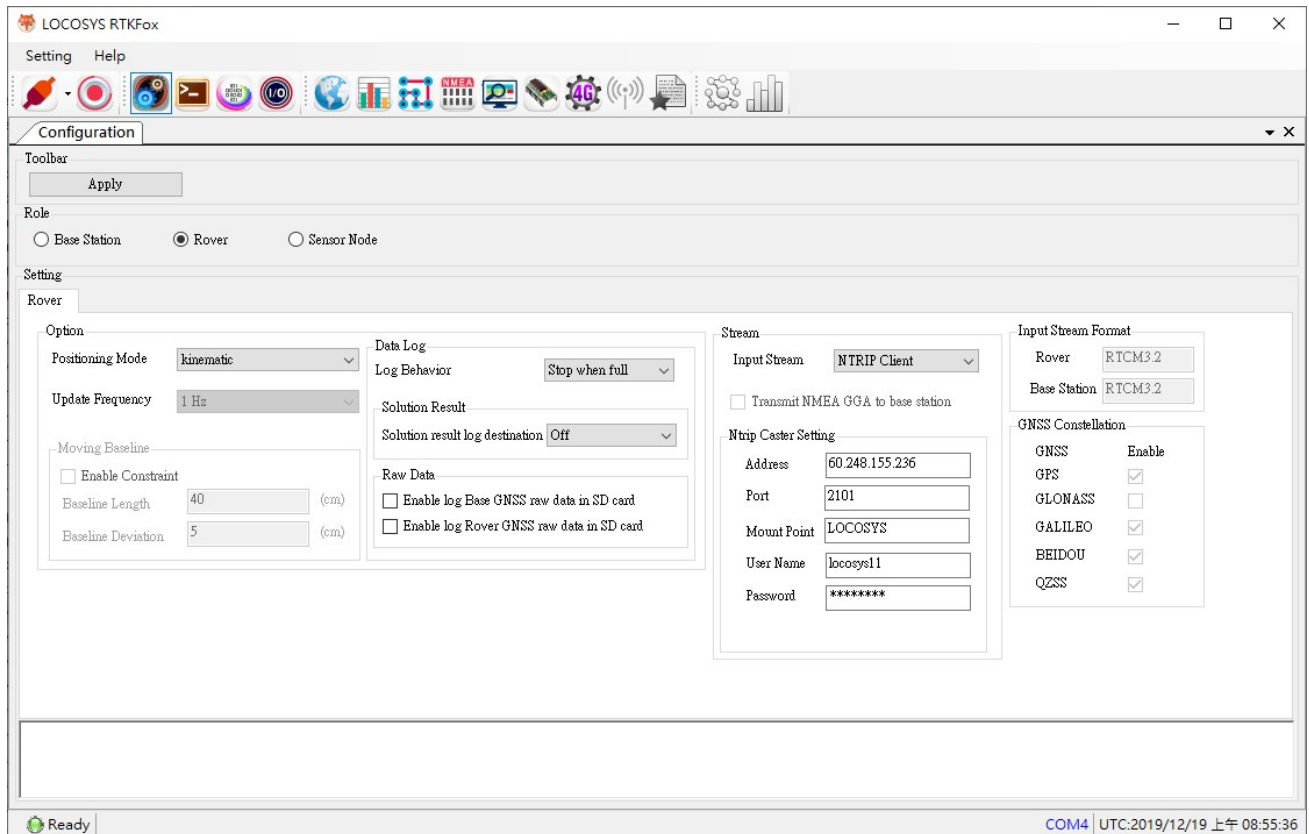 LOCOSYS RTKFox
Setting Help
NMEA
I/O
4G
Configuration
Toolbar
Apply
Role
Base Station Rover Sensor Node
Setting
Rover
Option
Positioning Mode kinematic
Update Frequency 1 Hz
Moving Baseline
Enable Constraint
Baseline Length 40 (cm)
Baseline Deviation 5 (cm)
Data Log
Log Behavior Stop when full
Solution Result
Solution result log destination Off
Raw Data
Enable log Base GNSS raw data in SD card
Enable log Rover GNSS raw data in SD card
Stream
Input Stream NTRIP Client
Transmit NMEA GGA to base station
Ntrip Caster Setting
Address 60.248.155.236
Port 2101
Mount Point LOCOSYS
User Name locosys11
Password ********
Input Stream Format
Rover RTCM3.2
Base Station RTCM3.2
GNSS Constellation
GNSS Enable
GPS
GLONASS
GALILEO
BEIDOU
QZSS
Ready COM4 UTC:2019/12/19 上午 08:55:36